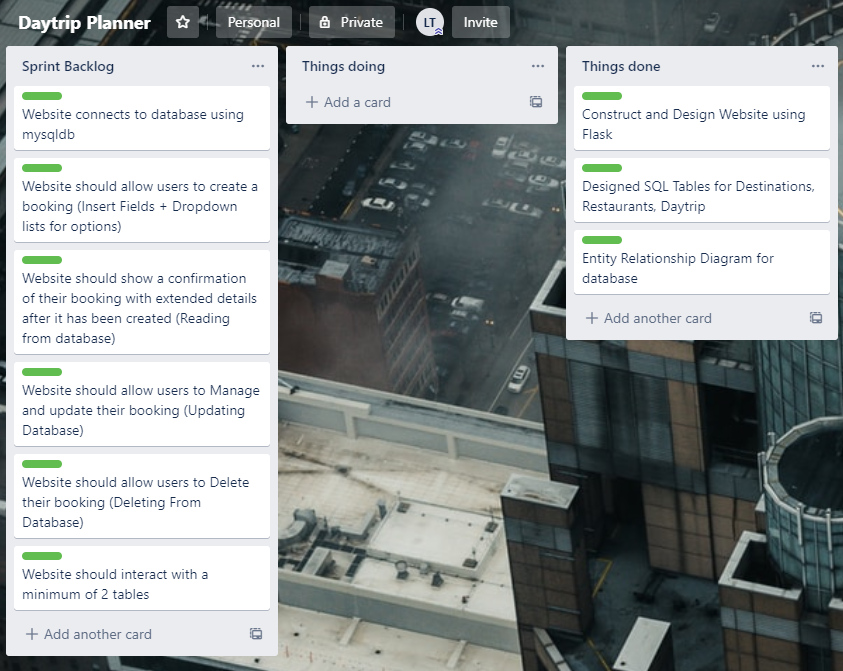 Daytrip Planner
Personal
Private
LT
Invite
Sprint Backlog
Website connects to database using
mysqldb
Website should allow users to create a
booking (Insert Fields + Dropdown
lists for options)
Website should show a confirmation
of their booking with extended details
after it has been created (Reading
from database)
Website should allow users to Manage
and update their booking (Updating
Database)
Website should allow users to Delete
their booking (Deleting From
Database)
Website should interact with a
minimum of 2 tables
+ Add another card
Things doing
+ Add a card
Things done
Construct and Design Website using
Flask
Designed SQL Tables for Destinations,
Restaurants, Daytrip
Entity Relationship Diagram for
database
+ Add another card